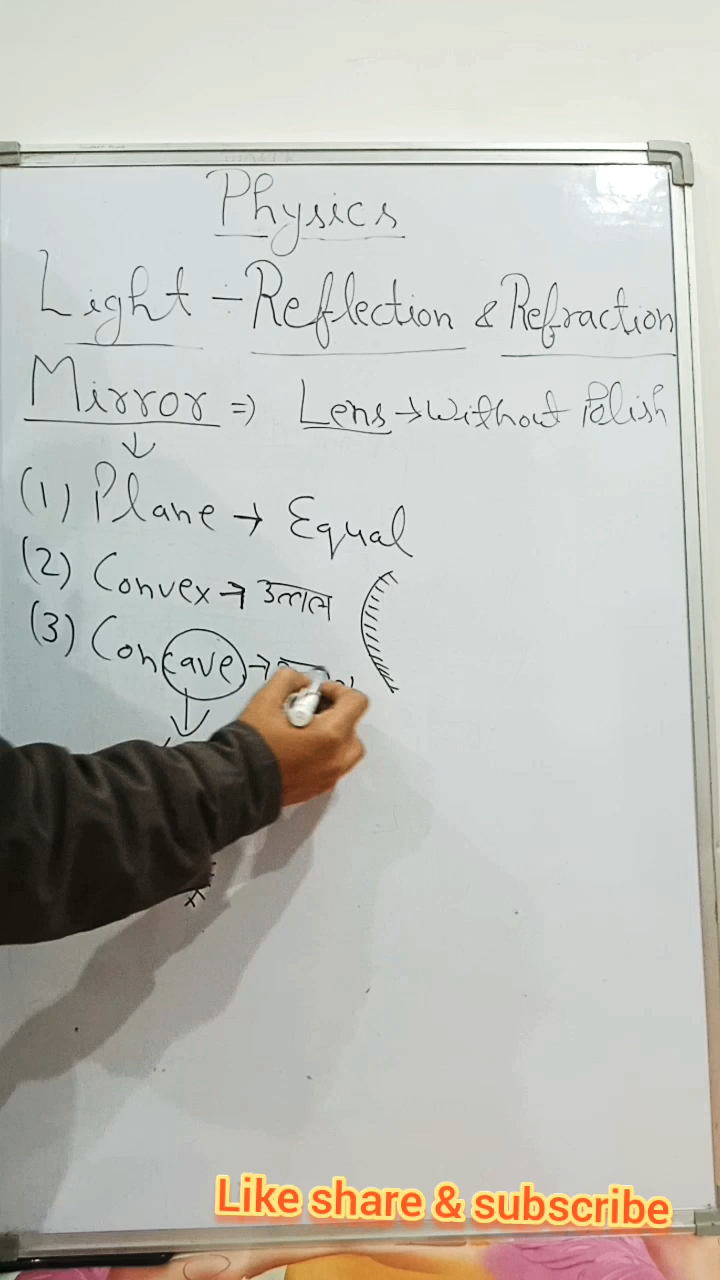 Physics
Light - Reflection & Refraction
Mirror => Lens → Without Polish
(1) Plane → Equal
(2) Convex → उत्तल
(3) Concave →
Like share & subscribe